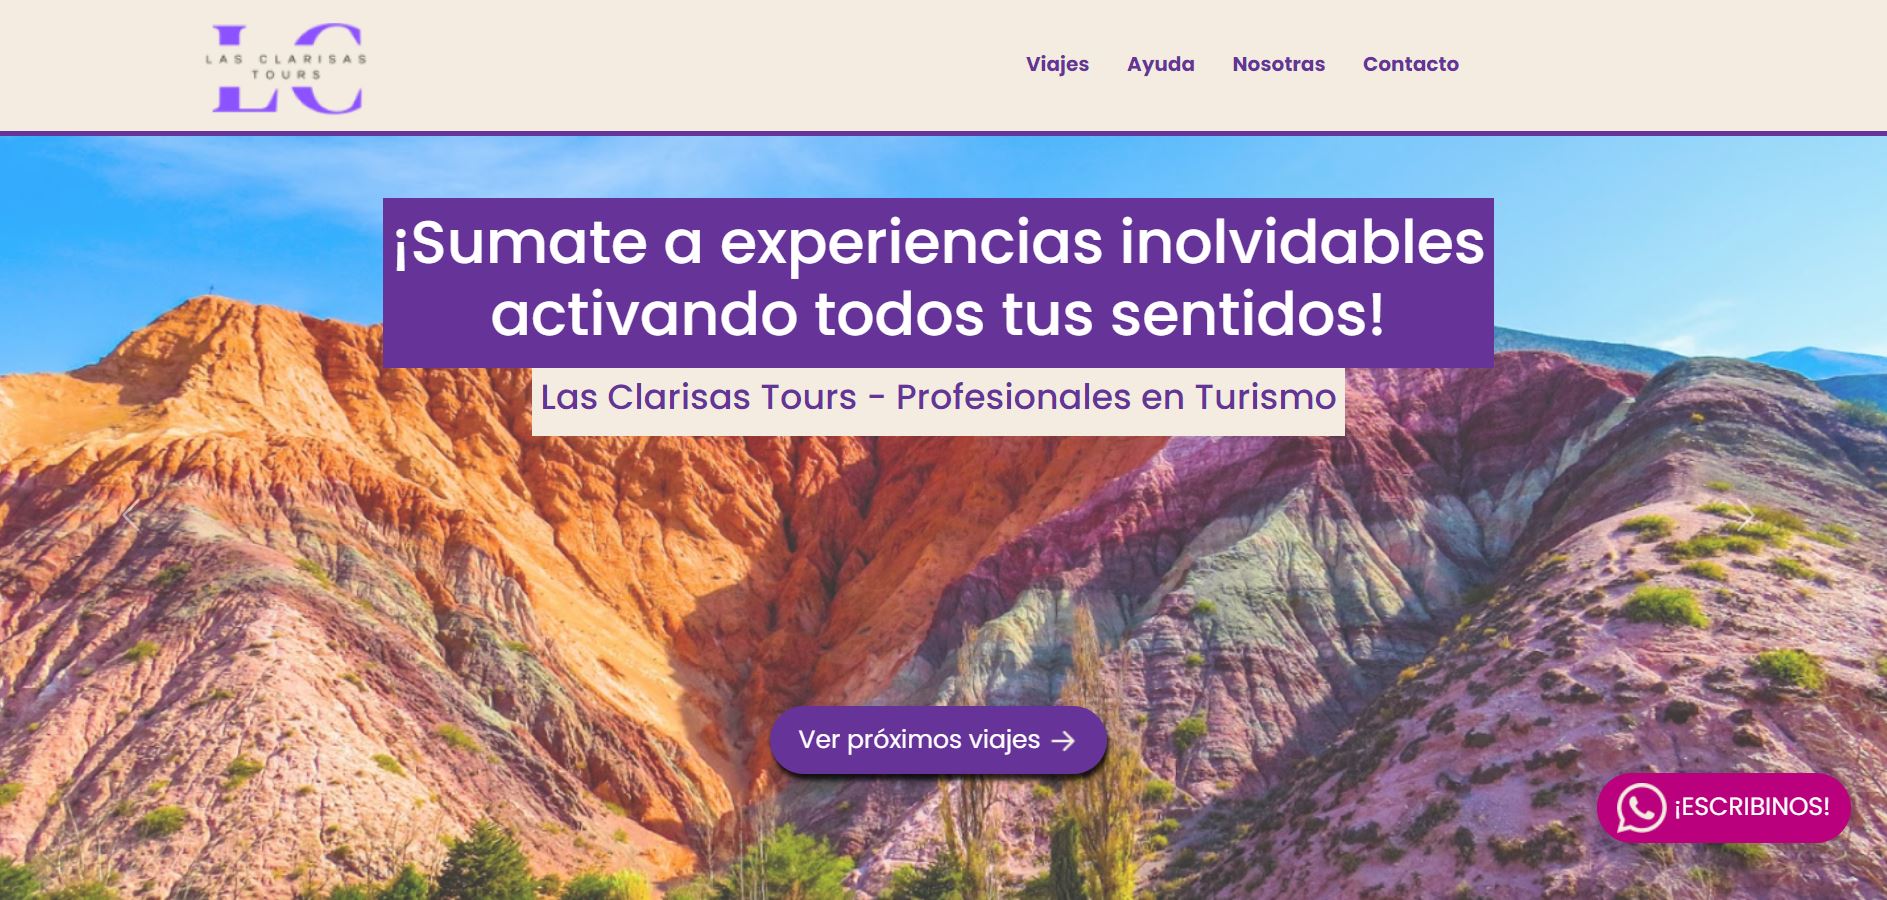 LC
LAS CLARISAS
TOURS
Viajes
Ayuda
Nosotras
Contacto
¡Sumate a experiencias inolvidables
activando todos tus sentidos!
Las Clarisas Tours - Profesionales en Turismo
Ver próximos viajes
¡ESCRIBINOS!